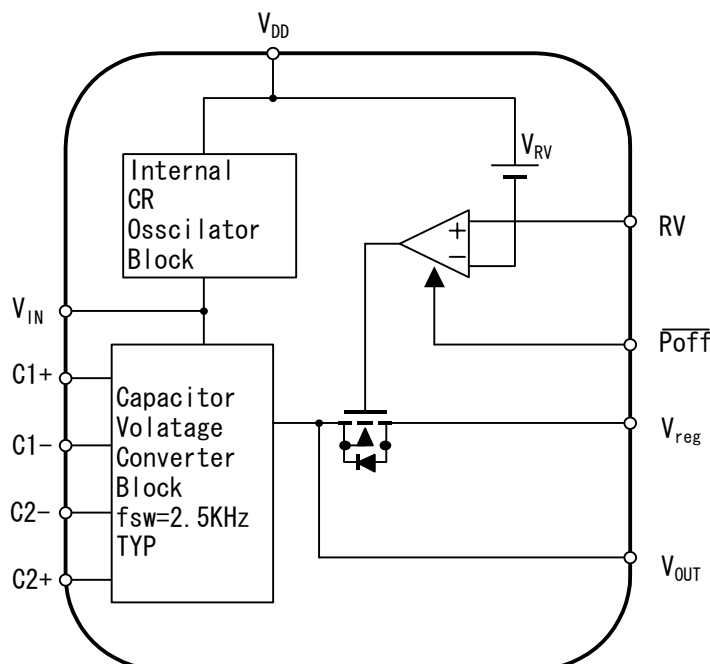 VDD
Internal
CR
Osscilator
Block
VRV
+
−
RV
VIN
Poff
C1+
C1-
C2-
C2+
Capacitor
Volatage
Converter
Block
fsw=2.5KHz
TYP
Vreg
VOUT